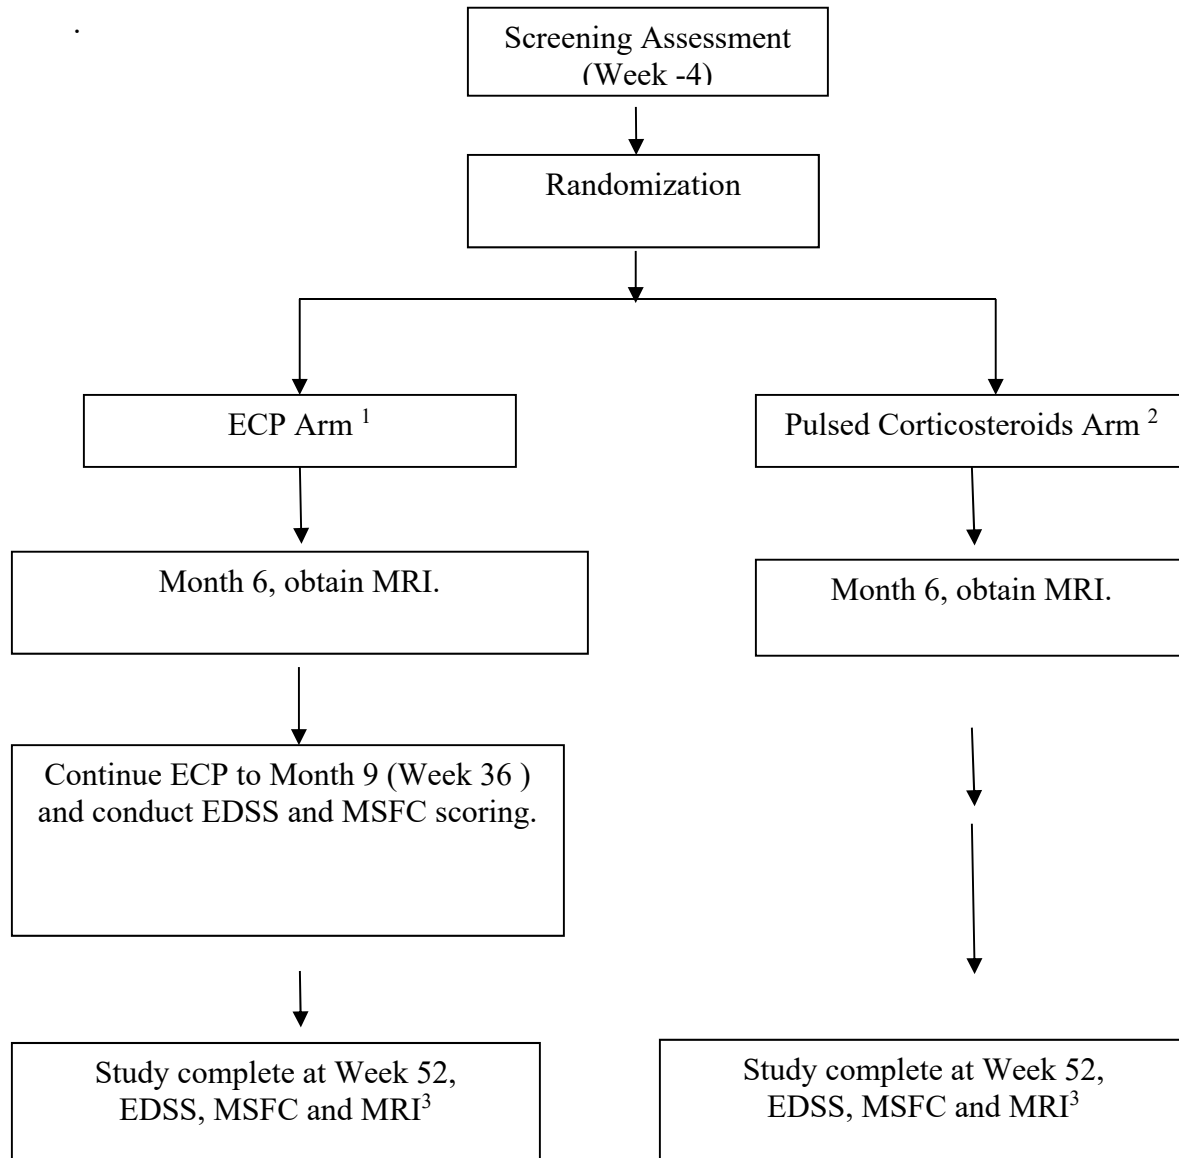 .
Screening Assessment
(Week -4)
Randomization
ECP Arm 1
Pulsed Corticosteroids Arm 2
Month 6, obtain MRI.
Month 6, obtain MRI.
Continue ECP to Month 9 (Week 36 )
and conduct EDSS and MSFC scoring.
Study complete at Week 52,
EDSS, MSFC and MRI3
Study complete at Week 52,
EDSS, MSFC and MRI3